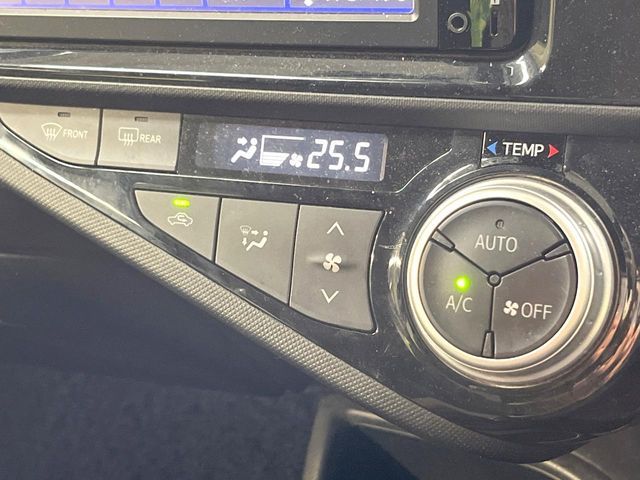 FRONT
REAR
25.5
TEMP
AUTO
A/C
OFF